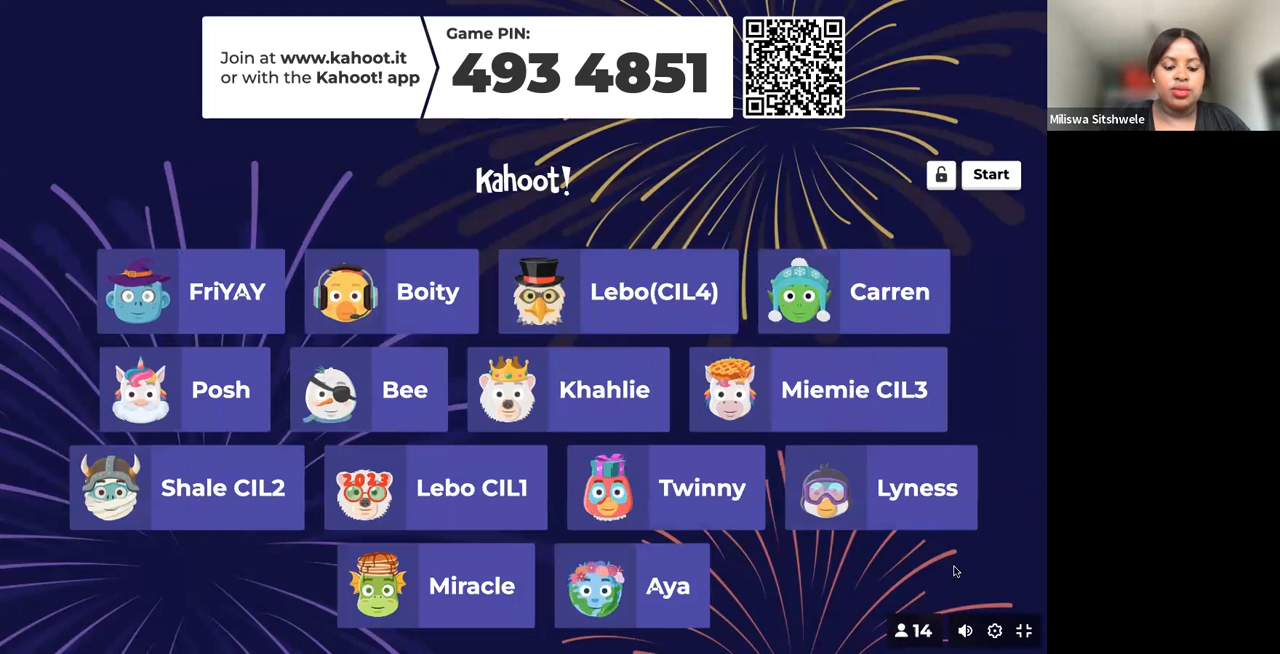 Join at www.kahoot.it
or with the Kahoot! app
Game PIN:
493 4851
Miliswa Sitshwele
Kahoot!
Start
FriYAY
Boity
Lebo(CIL4)
Carren
Posh
Bee
Khahlie
Miemie CIL3
Shale CIL2
2023
Lebo CIL1
Twinny
Lyness
Miracle
Aya
14